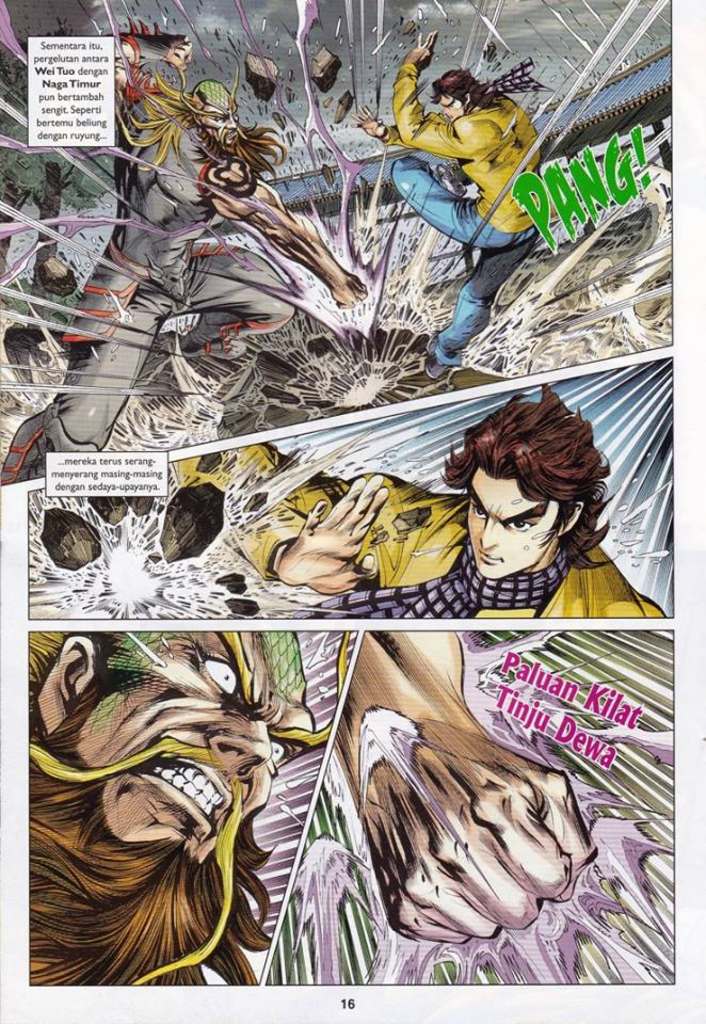 Sementara itu,
pergelutan antara
Wei Tuo dengan
Naga Timur
pun bertambah
sengit. Seperti
bertemu beliung
dengan ruyung...
PANG!
...mereka terus serang-
menyerang masing-masing
dengan sedaya-upayanya.
Paluan Kilat
Tinju Dewa
16